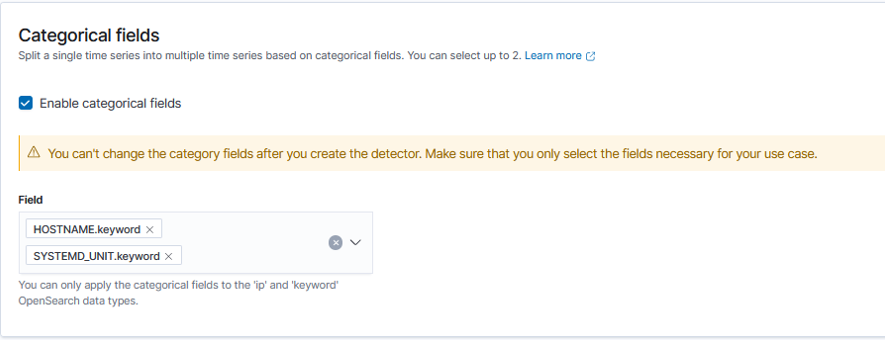 Categorical fields
Split a single time series into multiple time series based on categorical fields. You can select up to 2. Learn more
Enable categorical fields
You can't change the category fields after you create the detector. Make sure that you only select the fields necessary for your use case.
Field
HOSTNAME.keyword
SYSTEMD_UNIT.keyword
You can only apply the categorical fields to the 'ip' and 'keyword'
OpenSearch data types.